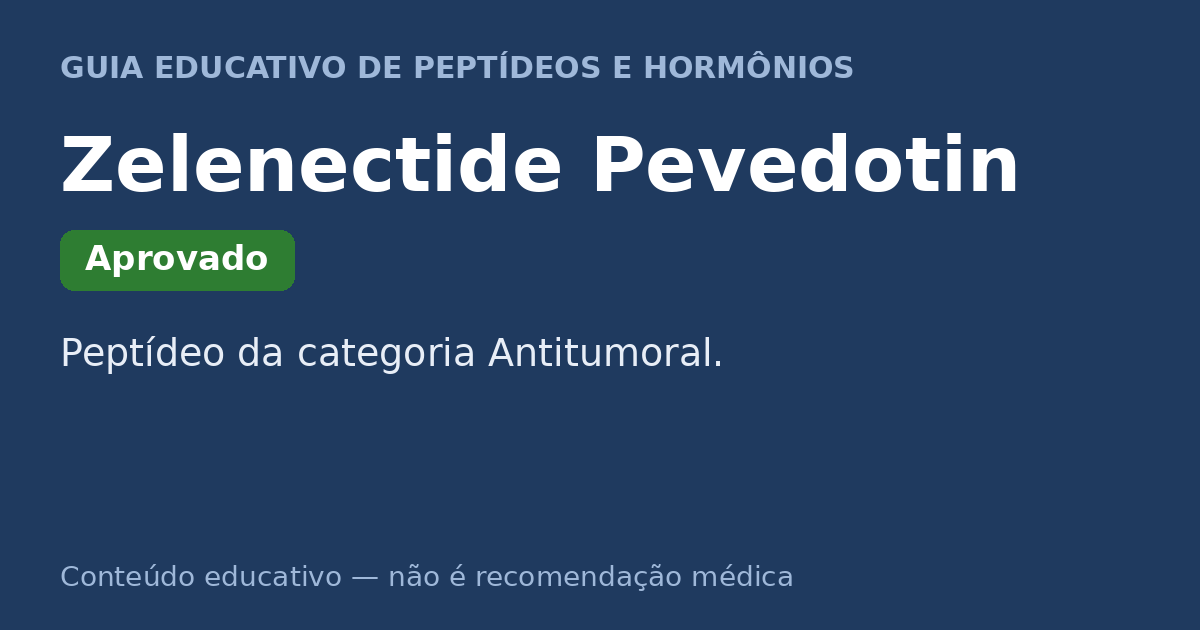 GUIA EDUCATIVO DE PEPTÍDEOS E HORMÔNIOS
Zelenectide Pevedotin
Aprovado
Peptídeo da categoria Antitumoral.
Conteúdo educativo — não é recomendação médica